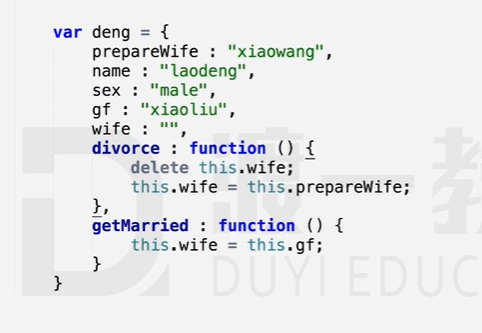 var deng = {
    prepareWife : "xiaowang",
    name : "laodeng",
    sex : "male",
    gf : "xiaoliu",
    wife : "",
    divorce : function () {
        delete this.wife;
        this.wife = this.prepareWife;
    },
    getMarried : function () {
        this.wife = this.gf;
    }
}
渡一教
DUYI EDUC